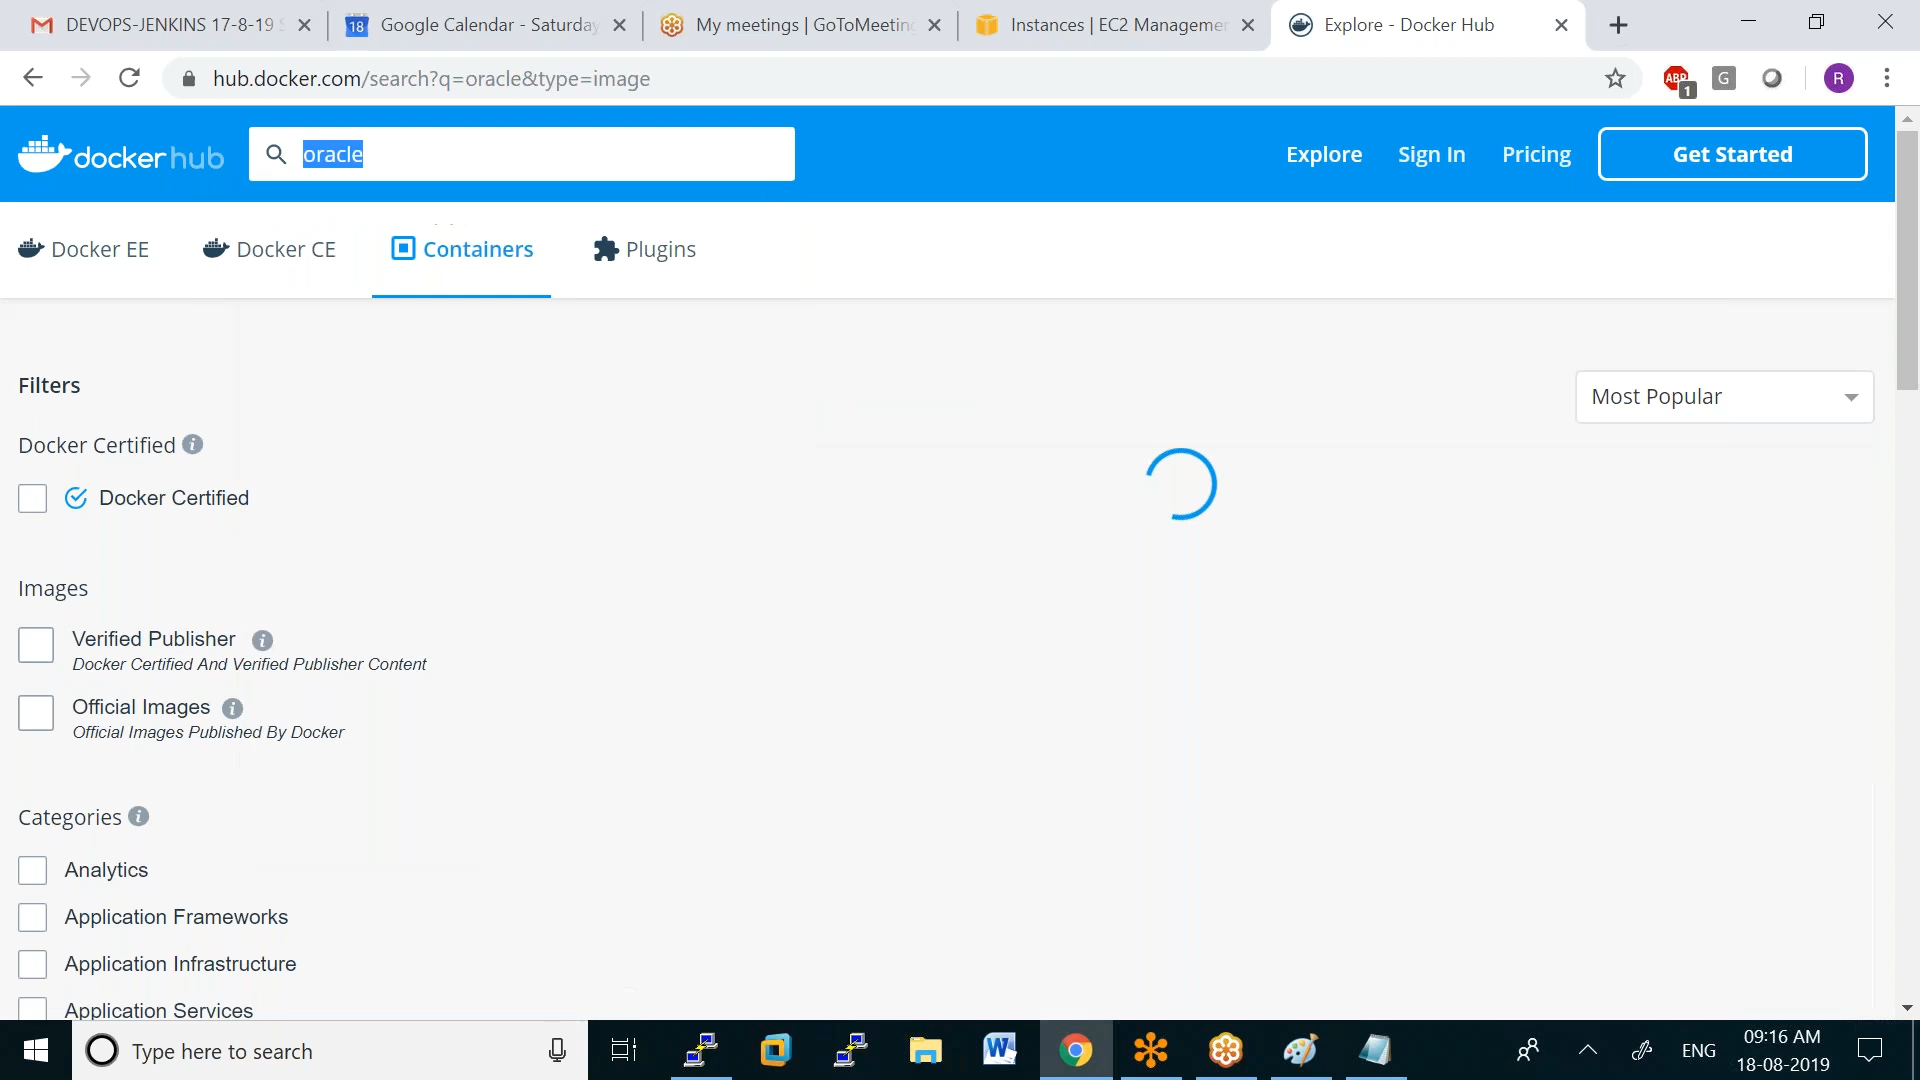 DEVOPS-JENKINS 17-8-19
Google Calendar - Saturday
My meetings | GoToMeeting
Instances | EC2 Managemen
Explore - Docker Hub
hub.docker.com/search?q=oracle&type=image
ABP
1
G
R
docker hub
oracle
Explore
Sign In
Pricing
Get Started
Docker EE
Docker CE
Containers
Plugins
Filters
Most Popular
Docker Certified
Docker Certified
Images
Verified Publisher
Docker Certified And Verified Publisher Content
Official Images
Official Images Published By Docker
Categories
Analytics
Application Frameworks
Application Infrastructure
Application Services
Type here to search
ENG
09:16 AM
18-08-2019